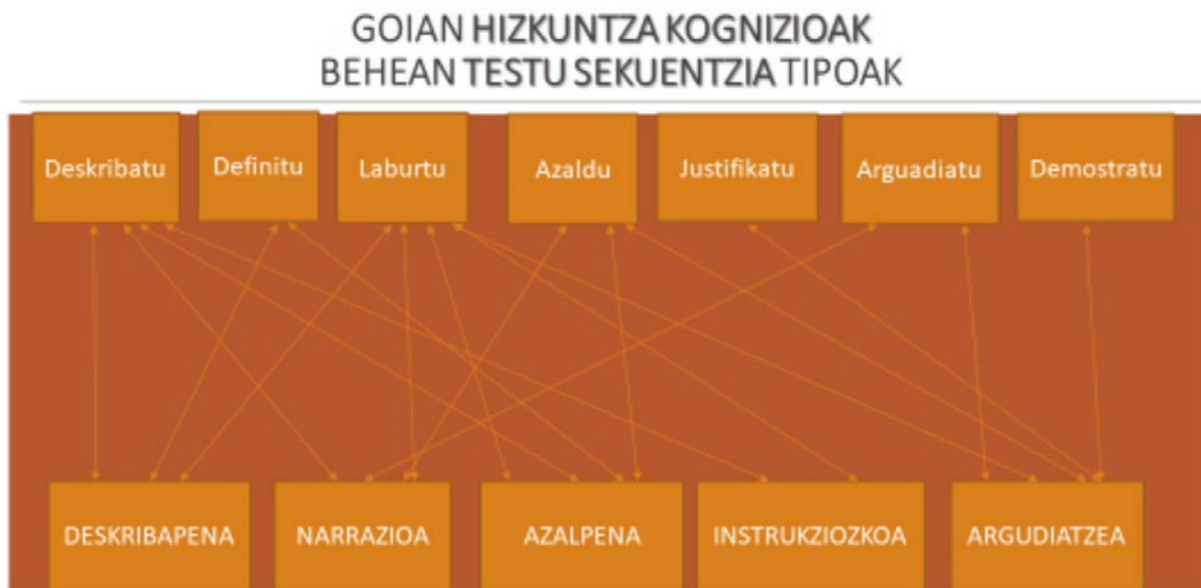 GOIAN HIZKUNTZA KOGNIZIOAK
BEHEAN TESTU SEKUENTZIA TIPOAK
Deskribatu
Definitu
Laburtu
Azaldu
Justifikatu
Arguadiatu
Demostratu
DESKRIBAPENA
NARRAZIOA
AZALPENA
INSTRUKZIOZKOA
ARGUDIATZEA